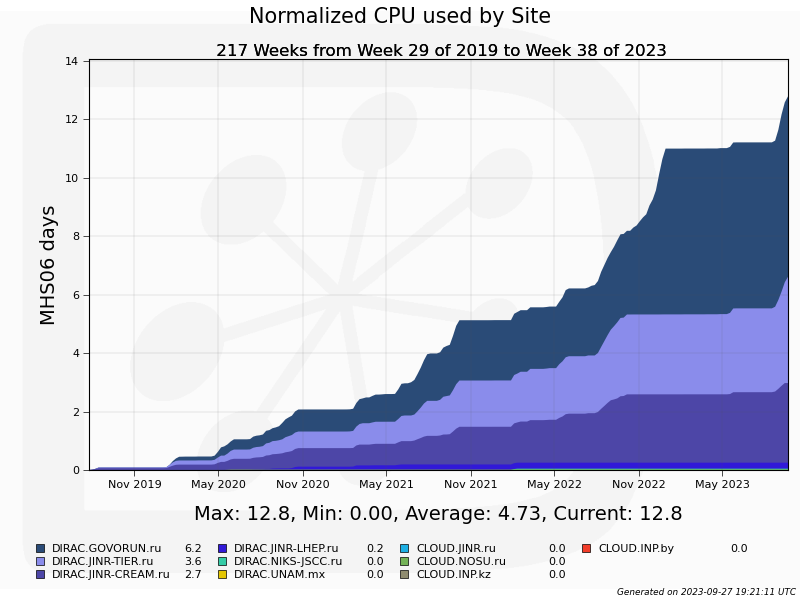 Normalized CPU used by Site
217 Weeks from Week 29 of 2019 to Week 38 of 2023
14
12
10
8
6
4
2
0
MHS06 days
Nov 2019 May 2020 Nov 2020 May 2021 Nov 2021 May 2022 Nov 2022 May 2023
Max: 12.8, Min: 0.00, Average: 4.73, Current: 12.8
DIRAC.GOVORUN.ru 6.2 DIRAC.JINR-LHEP.ru 0.2 CLOUD.JINR.ru 0.0 CLOUD.INP.by 0.0
DIRAC.JINR-TIER.ru 3.6 DIRAC.NIKS-JSCC.ru 0.0 CLOUD.NOSU.ru 0.0
DIRAC.JINR-CREAM.ru 2.7 DIRAC.UNAM.mx 0.0 CLOUD.INP.kz 0.0
Generated on 2023-09-27 19:21:11 UTC